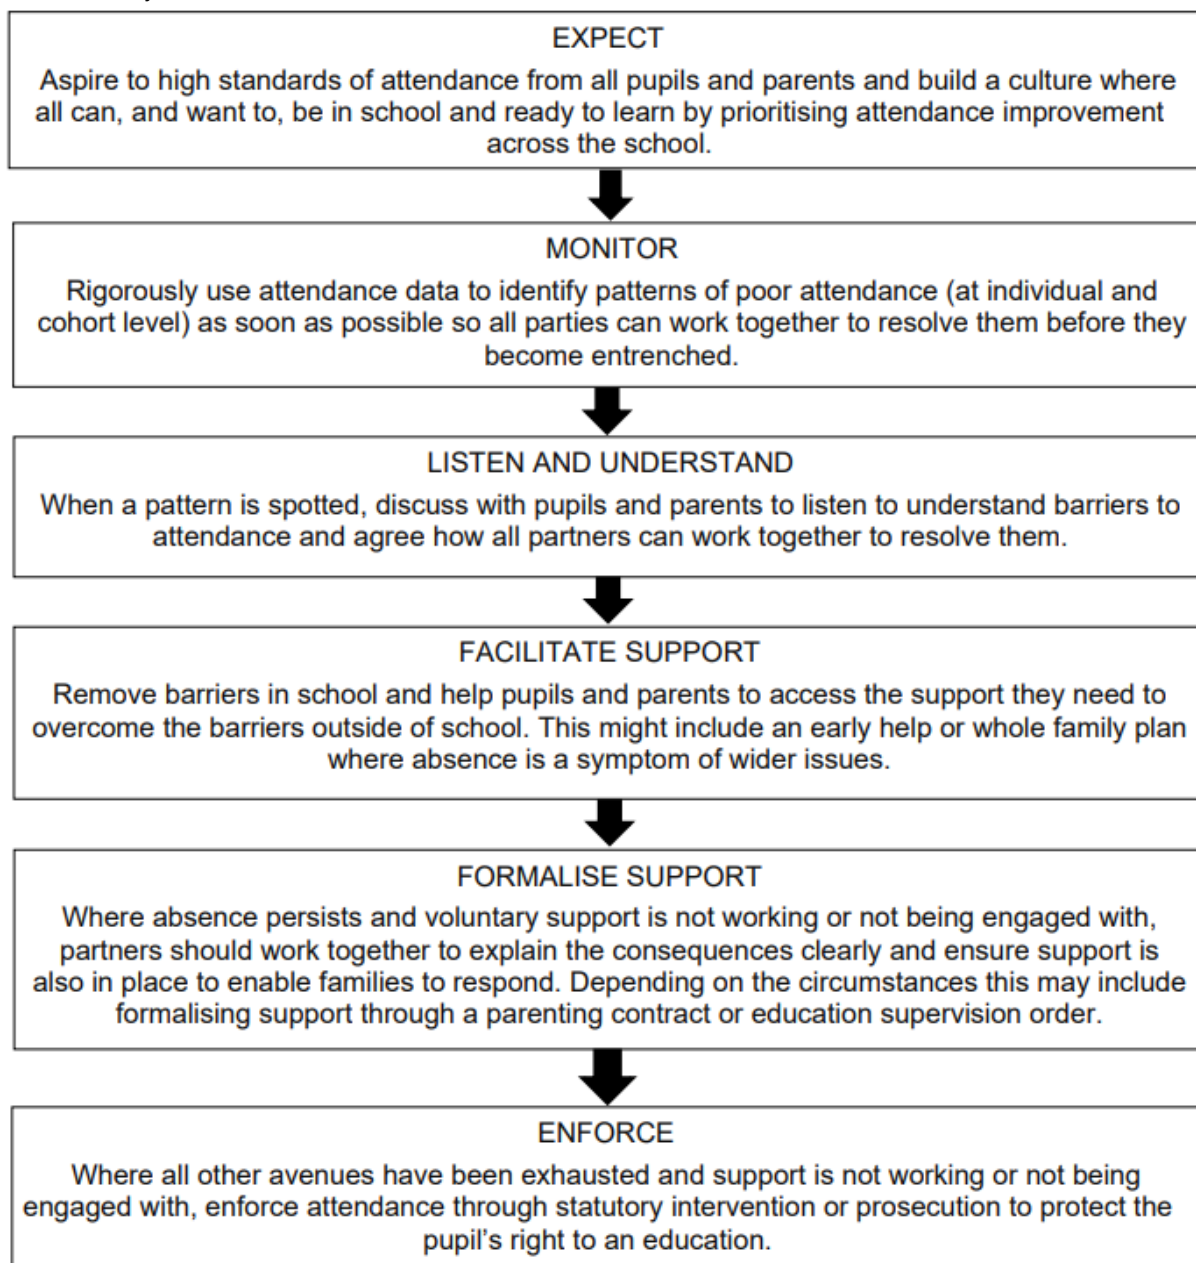 EXPECT
Aspire to high standards of attendance from all pupils and parents and build a culture where
all can, and want to, be in school and ready to learn by prioritising attendance improvement
across the school.
MONITOR
Rigorously use attendance data to identify patterns of poor attendance (at individual and
cohort level) as soon as possible so all parties can work together to resolve them before they
become entrenched.
LISTEN AND UNDERSTAND
When a pattern is spotted, discuss with pupils and parents to listen to understand barriers to
attendance and agree how all partners can work together to resolve them.
FACILITATE SUPPORT
Remove barriers in school and help pupils and parents to access the support they need to
overcome the barriers outside of school. This might include an early help or whole family plan
where absence is a symptom of wider issues.
FORMALISE SUPPORT
Where absence persists and voluntary support is not working or not being engaged with,
partners should work together to explain the consequences clearly and ensure support is
also in place to enable families to respond. Depending on the circumstances this may include
formalising support through a parenting contract or education supervision order.
ENFORCE
Where all other avenues have been exhausted and support is not working or not being
engaged with, enforce attendance through statutory intervention or prosecution to protect the
pupil's right to an education.